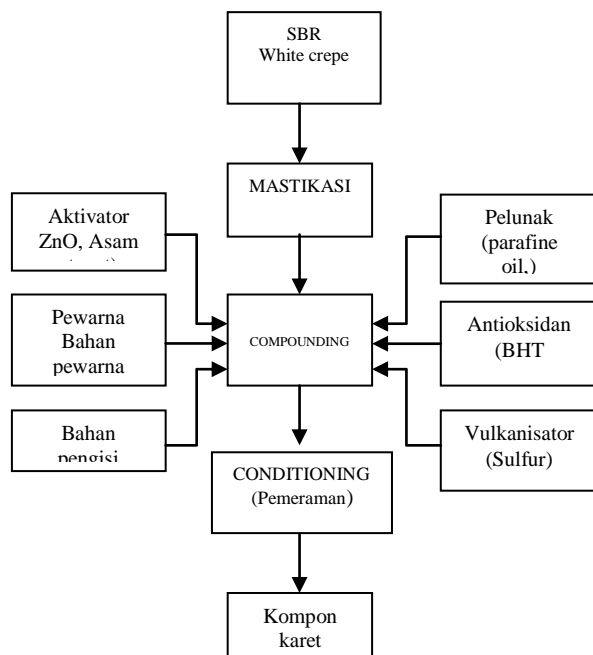 SBR
White crepe
MASTIKASI
Aktivator
ZnO, Asam
Pelunak
(parafine
oil,)
Pewarna
Bahan
pewarna
COMPOUNDING
Antioksidan
(BHT
Bahan
pengisi
Vulkanisator
(Sulfur)
CONDITIONING
(Pemeraman)
Kompon
karet